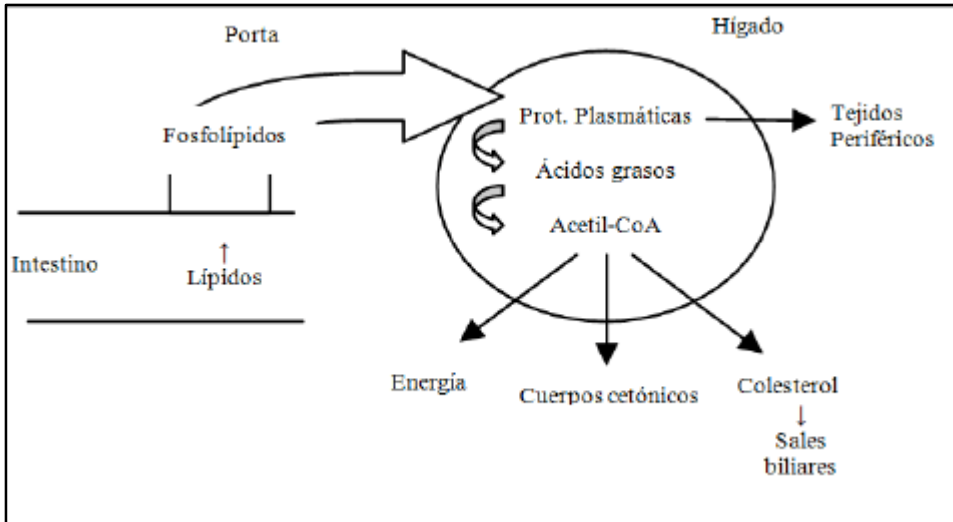 Porta
Hígado
Fosfolípidos
Prot. Plasmáticas
Tejidos
Periféricos
Ácidos grasos
Acetil-CoA
Intestino
↑
Lípidos
Energía
Cuerpos cetónicos
Colesterol
↓
Sales
biliares